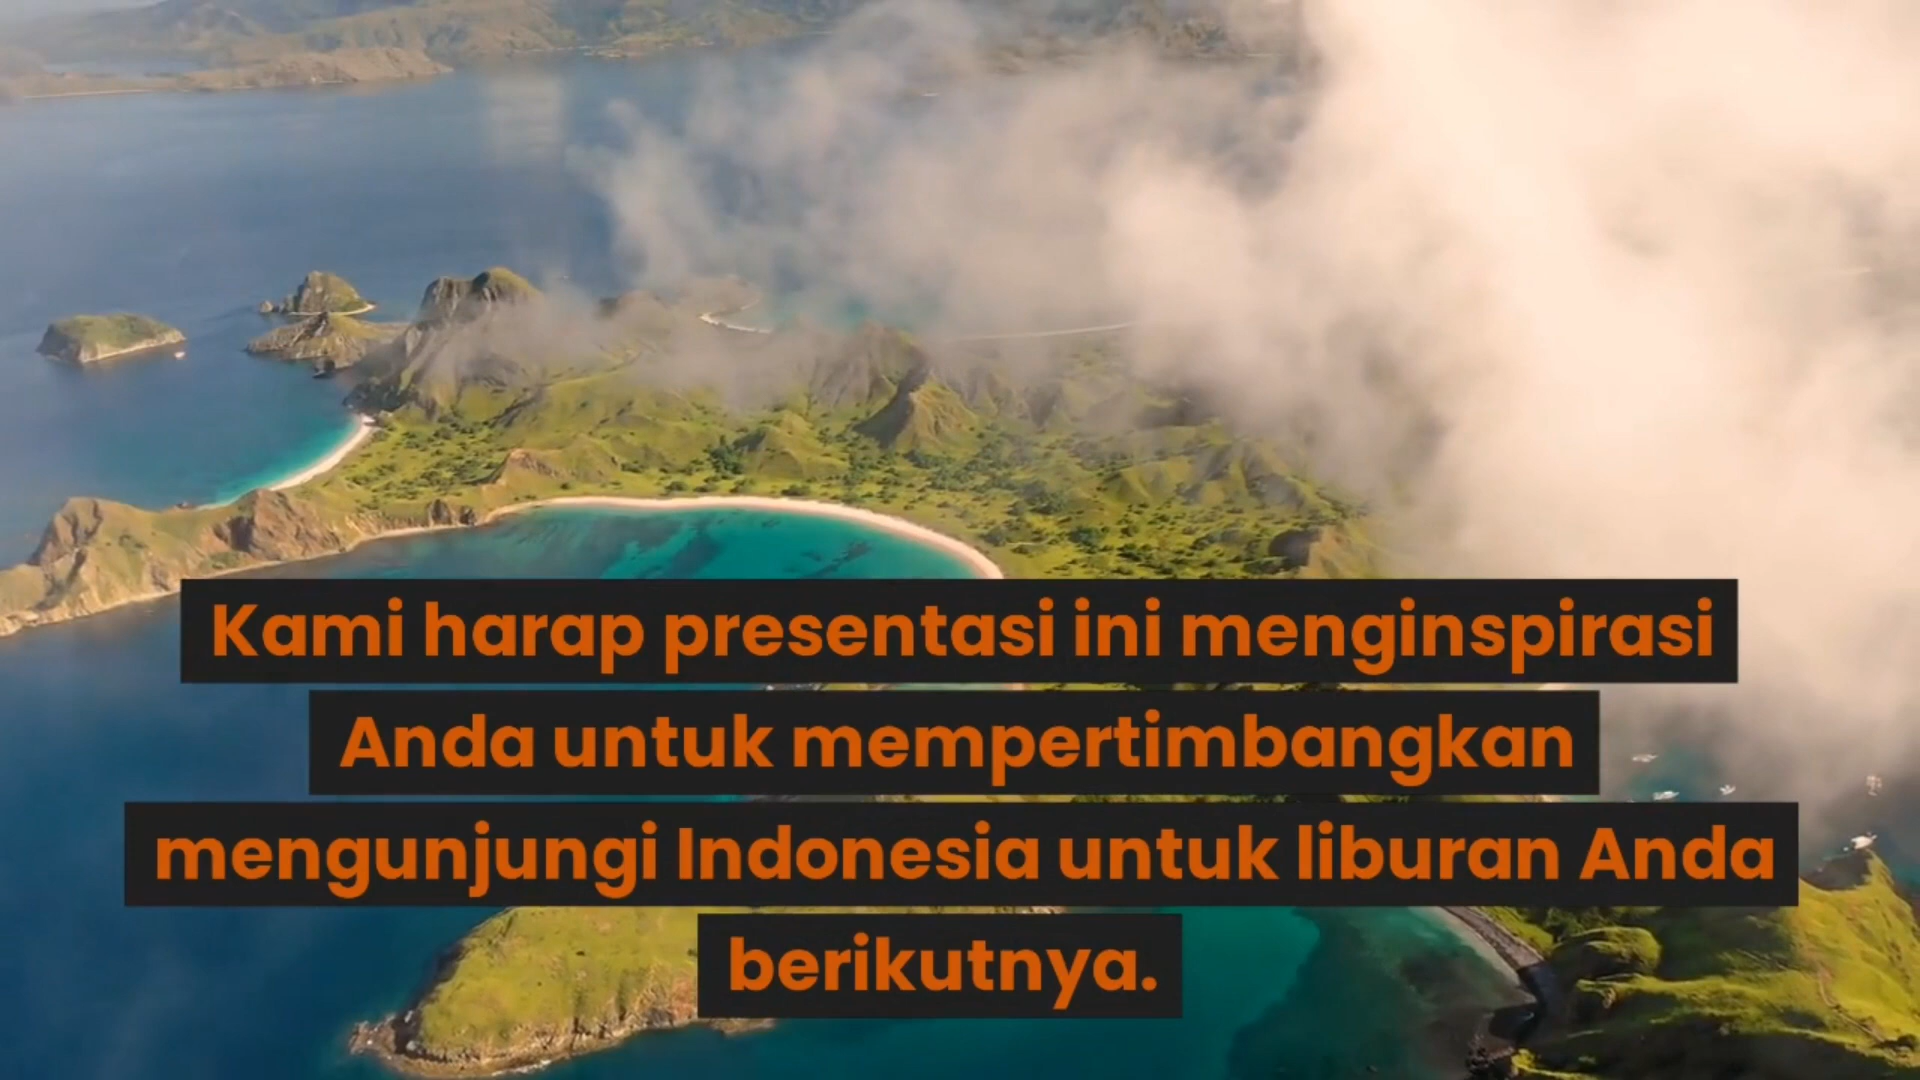 Kami harap presentasi ini menginspirasi
Anda untuk mempertimbangkan
mengunjungi Indonesia untuk liburan Anda
berikutnya.